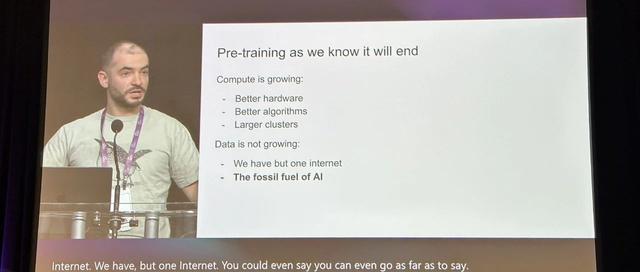 Pre-training as we know it will end
Compute is growing:
- Better hardware
- Better algorithms
- Larger clusters
Data is not growing:
- We have but one internet
- The fossil fuel of AI
Internet. We have, but one Internet. You could even say you can even go as far as to say.